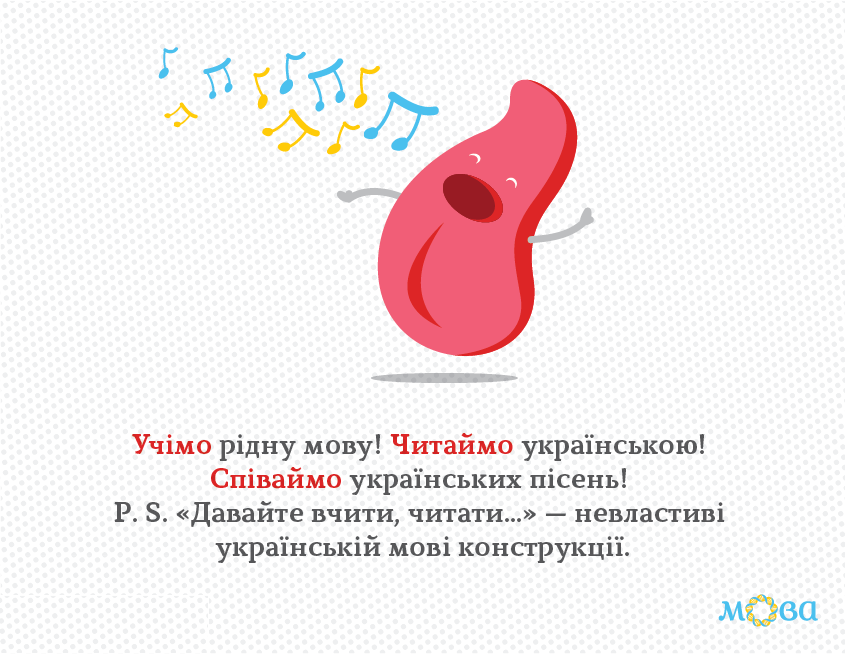 Учімо рідну мову! Читаймо українською!
Співаймо українських пісень!
P. S. «Давайте вчити, читати...» — невластиві
українській мові конструкції.
мова